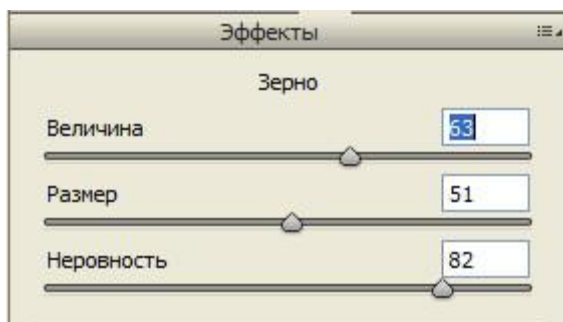 Эффекты
Зерно
Величина 63
Размер 51
Неровность 82